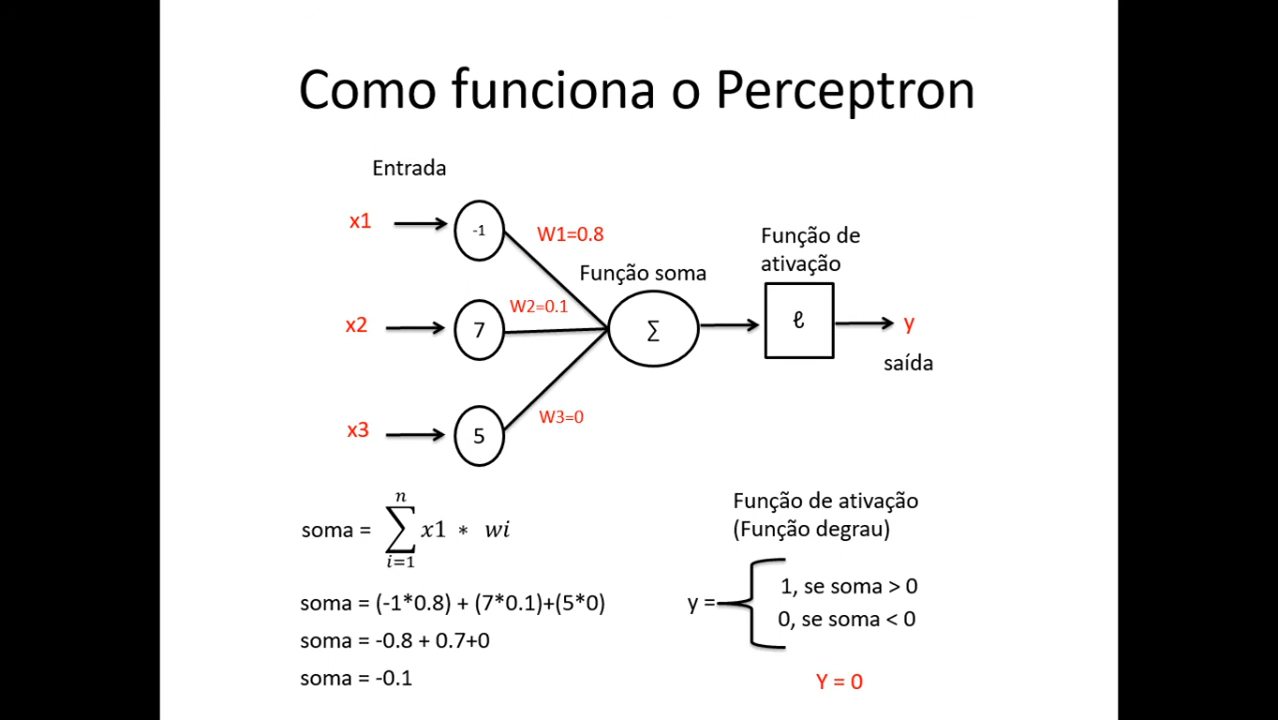 Como funciona o Perceptron
Entrada
x1
-1
W1=0.8
Função de
ativação
Função soma
W2=0.1
x2
7
∑
ℓ
y
saída
W3=0
x3
5
soma = ∑ n i=1 x1 * wi
soma = (-1*0.8) + (7*0.1)+(5*0)
soma = -0.8 + 0.7+0
soma = -0.1
Função de ativação
(Função degrau)
y =
1, se soma > 0
0, se soma < 0
Y = 0